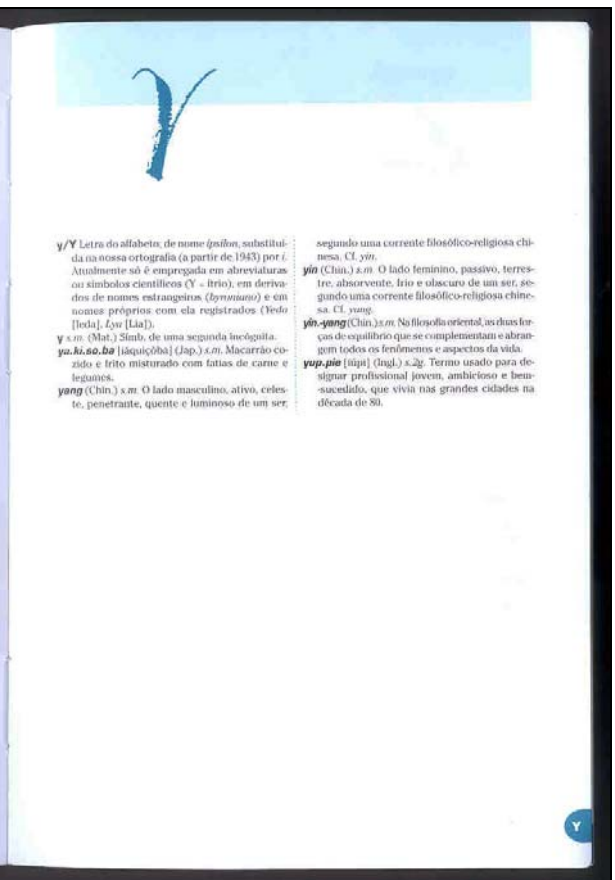 Y
y/Y Letra do alfabeto, de nome ípsilon, substituí-
da na nossa ortografia (a partir de 1943) por i.
Atualmente só é empregada em abreviaturas
ou símbolos científicos (Y = ítrio), em deriva-
dos de nomes estrangeiros (byroniano) e em
nomes próprios com ela registrados (Yeda
[Ieda], Lya [Lia]).
y s.m. (Mat.) Símb. de uma segunda incógnita.
ya.ki.so.ba [iáquiçôba] (Jap.) s.m. Macarrão co-
zido e frito misturado com fatias de carne e
legumes.
yang (Chin.) s.m. O lado masculino, ativo, celes-
te, penetrante, quente e luminoso de um ser,
segundo uma corrente filosófico-religiosa chi-
nesa. Cf. yin.
yin (Chin.) s.m. O lado feminino, passivo, terres-
tre, absorvente, frio e obscuro de um ser, se-
gundo uma corrente filosófico-religiosa chine-
sa. Cf. yang.
yin.-yang (Chin.) s.m. Na filosofia oriental, as duas for-
ças de equilíbrio que se complementam e abran-
gem todos os fenômenos e aspectos da vida.
yup.pie [iúpi] (Ingl.) s.2g. Termo usado para de-
signar profissional jovem, ambicioso e bem-
-sucedido, que vivia nas grandes cidades na
década de 80.
Y